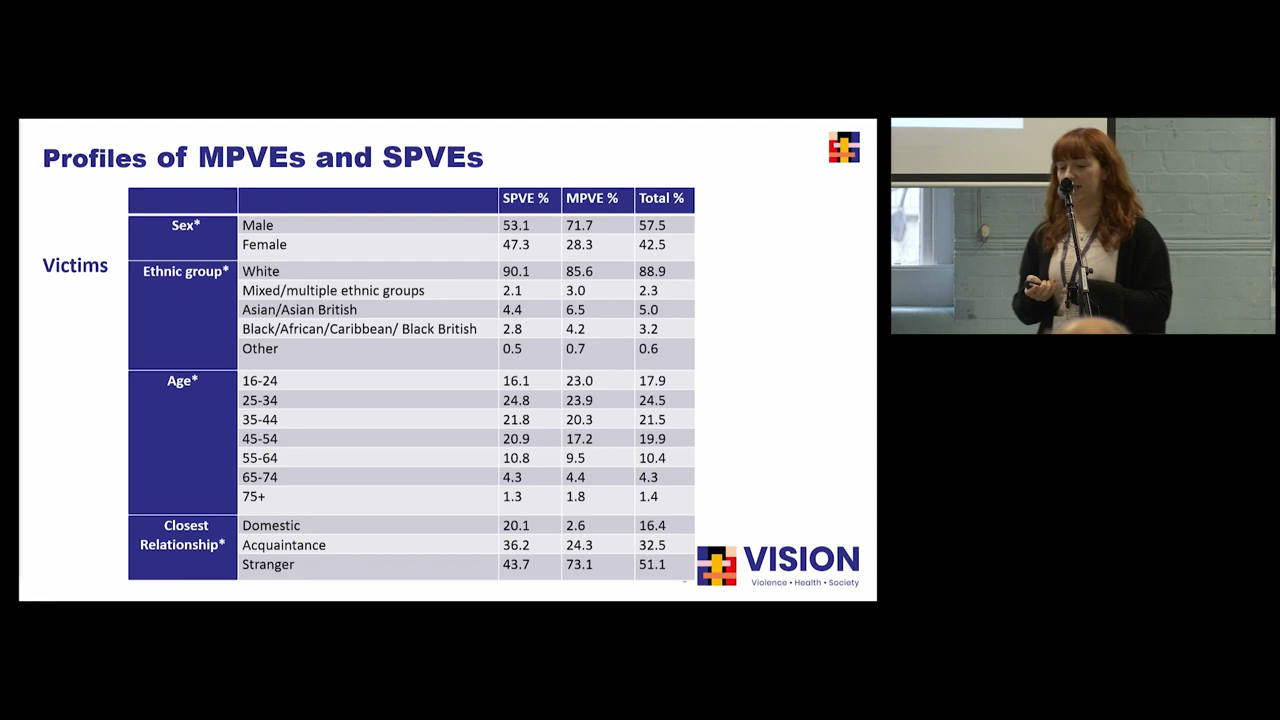 Profiles of MPVEs and SPVEs
Victims
SPVE % MPVE % Total %
Sex* Male 53.1 71.7 57.5
Female 47.3 28.3 42.5
Ethnic group* White 90.1 85.6 88.9
Mixed/multiple ethnic groups 2.1 3.0 2.3
Asian/Asian British 4.4 6.5 5.0
Black/African/Caribbean/ Black British 2.8 4.2 3.2
Other 0.5 0.7 0.6
Age* 16-24 16.1 23.0 17.9
25-34 24.8 23.9 24.5
35-44 21.8 20.3 21.5
45-54 20.9 17.2 19.9
55-64 10.8 9.5 10.4
65-74 4.3 4.4 4.3
75+ 1.3 1.8 1.4
Closest Domestic 20.1 2.6 16.4
Relationship* Acquaintance 36.2 24.3 32.5
Stranger 43.7 73.1 51.1
VISION
Violence • Health • Society